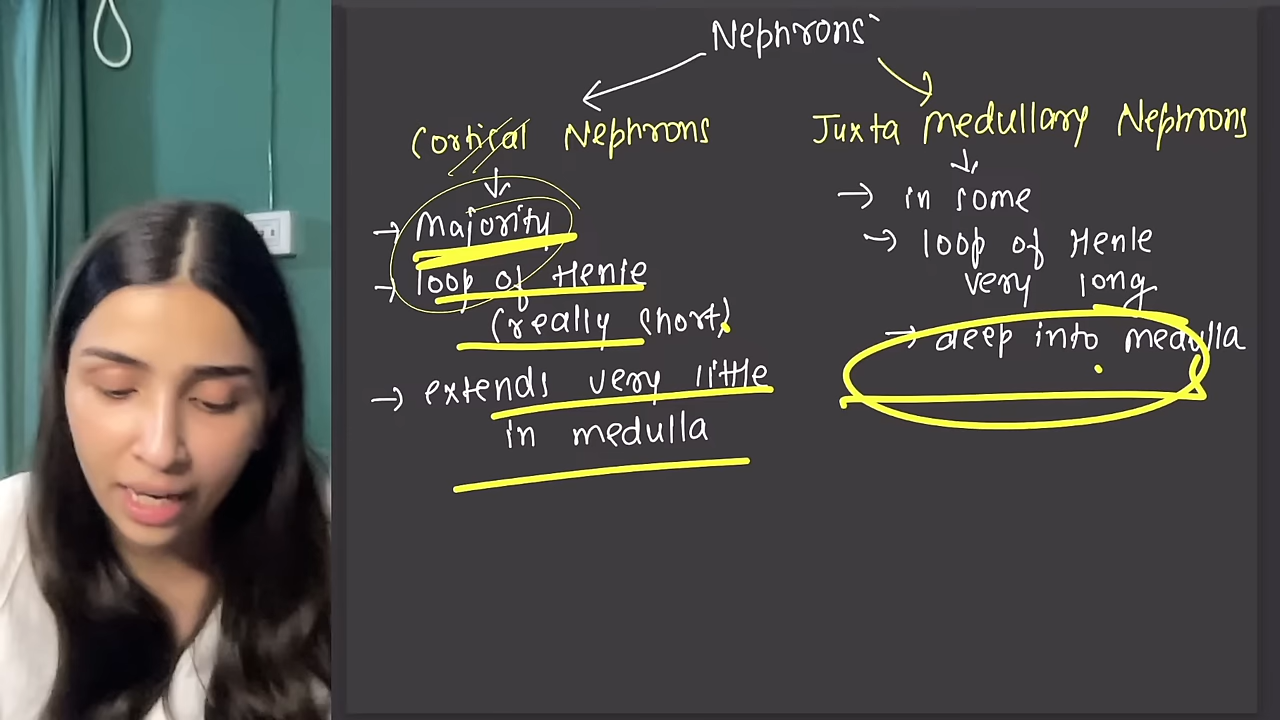 Nephrons
Cortical Nephrons
→ Majority
→ loop of Henle
(really short)
→ extends very little
in medulla
Juxta medullary Nephrons
→ in some
→ loop of Henle
very long
→ deep into medulla